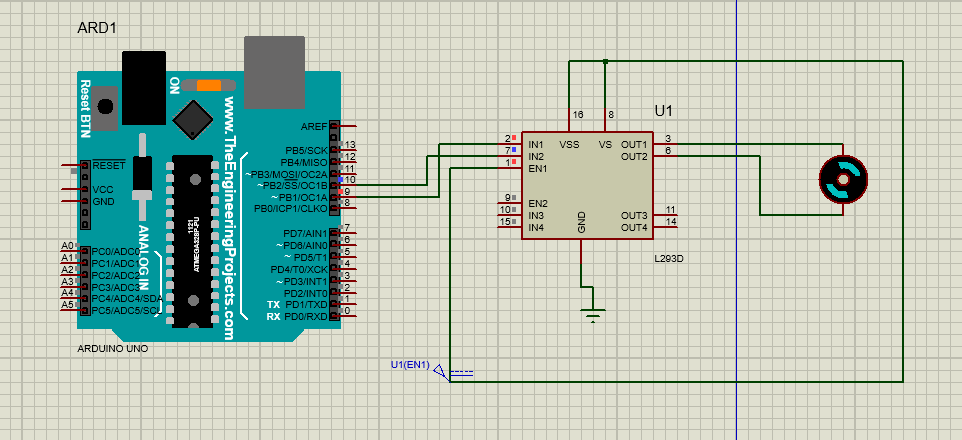 ARD1
ARDUINO UNO
Reset BTN
ON
www.TheEngineeringProjects.com
ANALOG IN
1121
ATMEGA328P-PU
RESET
VCC
GND
A0 PC0/ADC0
A1 PC1/ADC1
A2 PC2/ADC2
A3 PC3/ADC3
A4 PC4/ADC4/SDA
A5 PC5/ADC5/SCL
AREF
PB5/SCK 13
PB4/MISO 12
~PB3/MOSI/OC2A 11
~PB2/SS/OC1B 10
~PB1/OC1A 9
PB0/ICP1/CLKO 8
PD7/AIN1 7
~PD6/AIN0 6
~PD5/T1 5
PD4/T0/XCK 4
~PD3/INT1 3
PD2/INT0 2
TX PD1/TXD 1
RX PD0/RXD 0
U1
16 8
VSS VS
2 IN1 OUT1 3
7 IN2 OUT2 6
1 EN1
9 EN2
10 IN3 OUT3 11
15 IN4 OUT4 14
GND
L293D
U1(EN1)